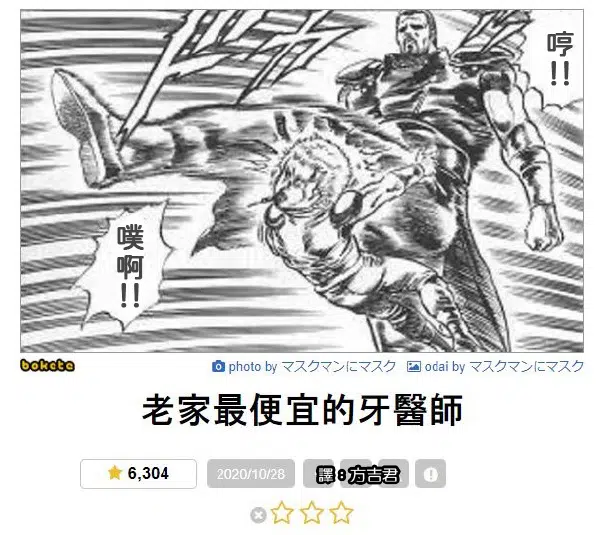 哼!!
噗啊!!
bokete
photo by マスクマンにマスク odai by マスクマンにマスク
老家最便宜的牙醫師
6,304 2020/10/28 譯 方吉君